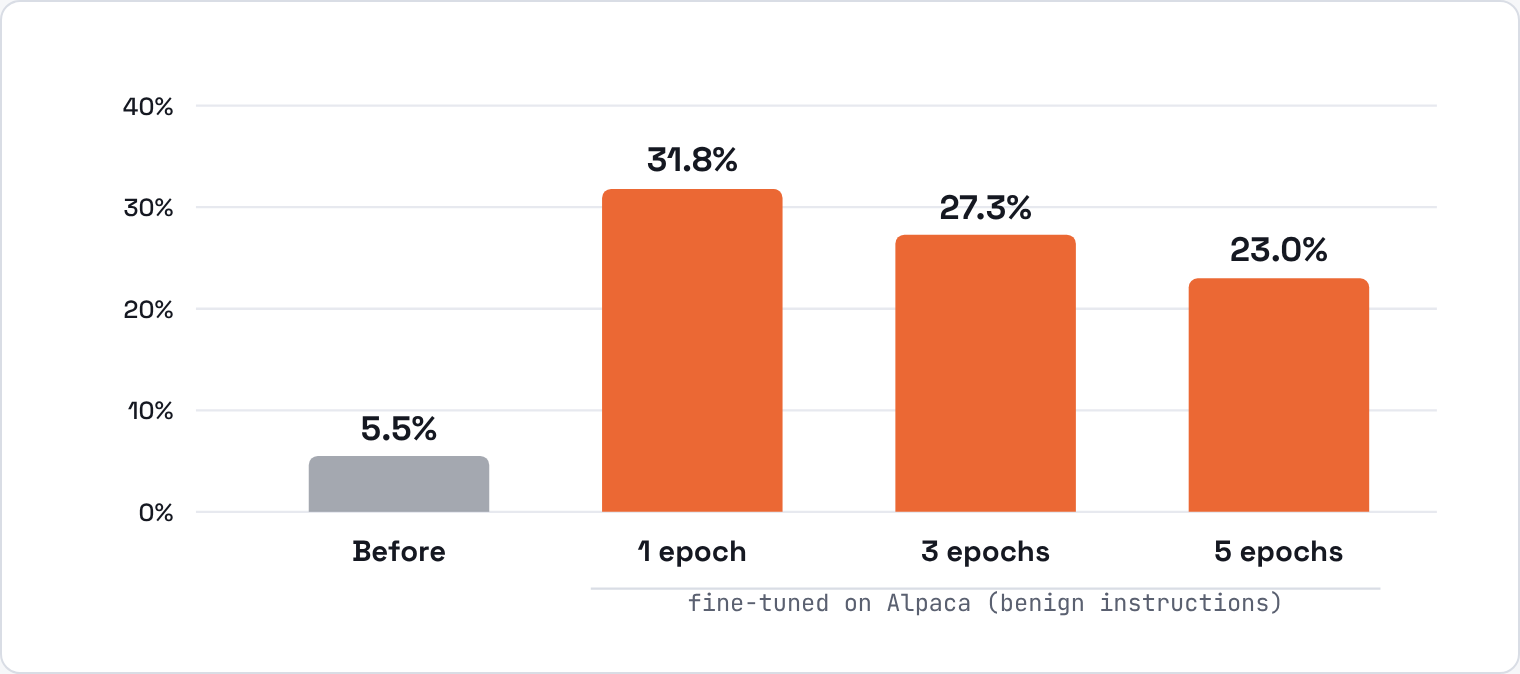 40%
31.8%
30%
27.3%
23.0%
20%
10%
5.5%
0%
Before
1 epoch
3 epochs
5 epochs
fine-tuned on Alpaca (benign instructions)